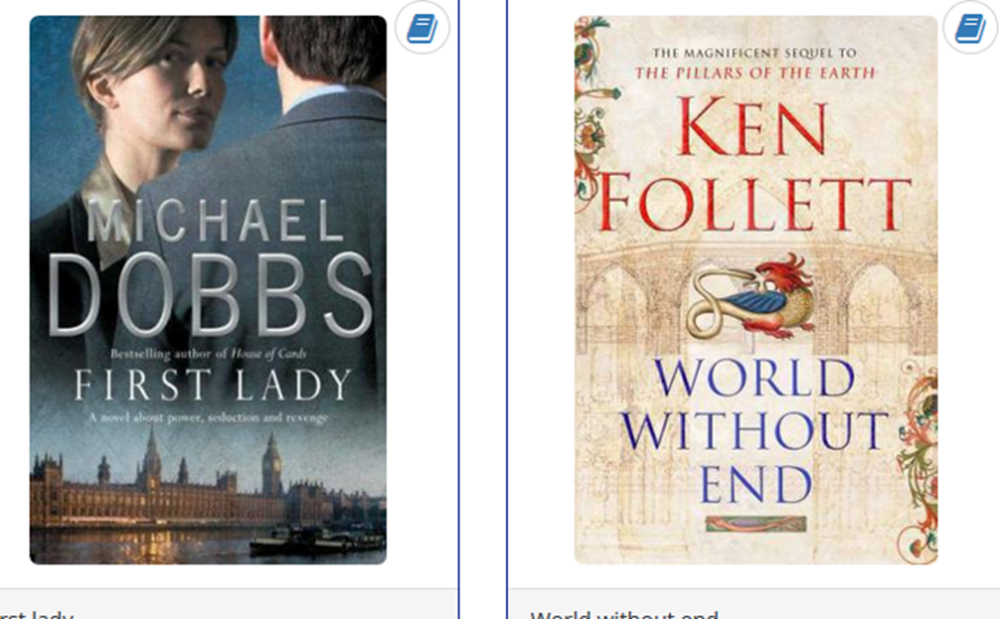 MICHAEL
DOBBS
Bestselling author of House of Cards
FIRST LADY
A novel about power, seduction and revenge
THE MAGNIFICENT SEQUEL TO
THE PILLARS OF THE EARTH
KEN
FOLLETT
WORLD
WITHOUT
END
rst lady
World without end